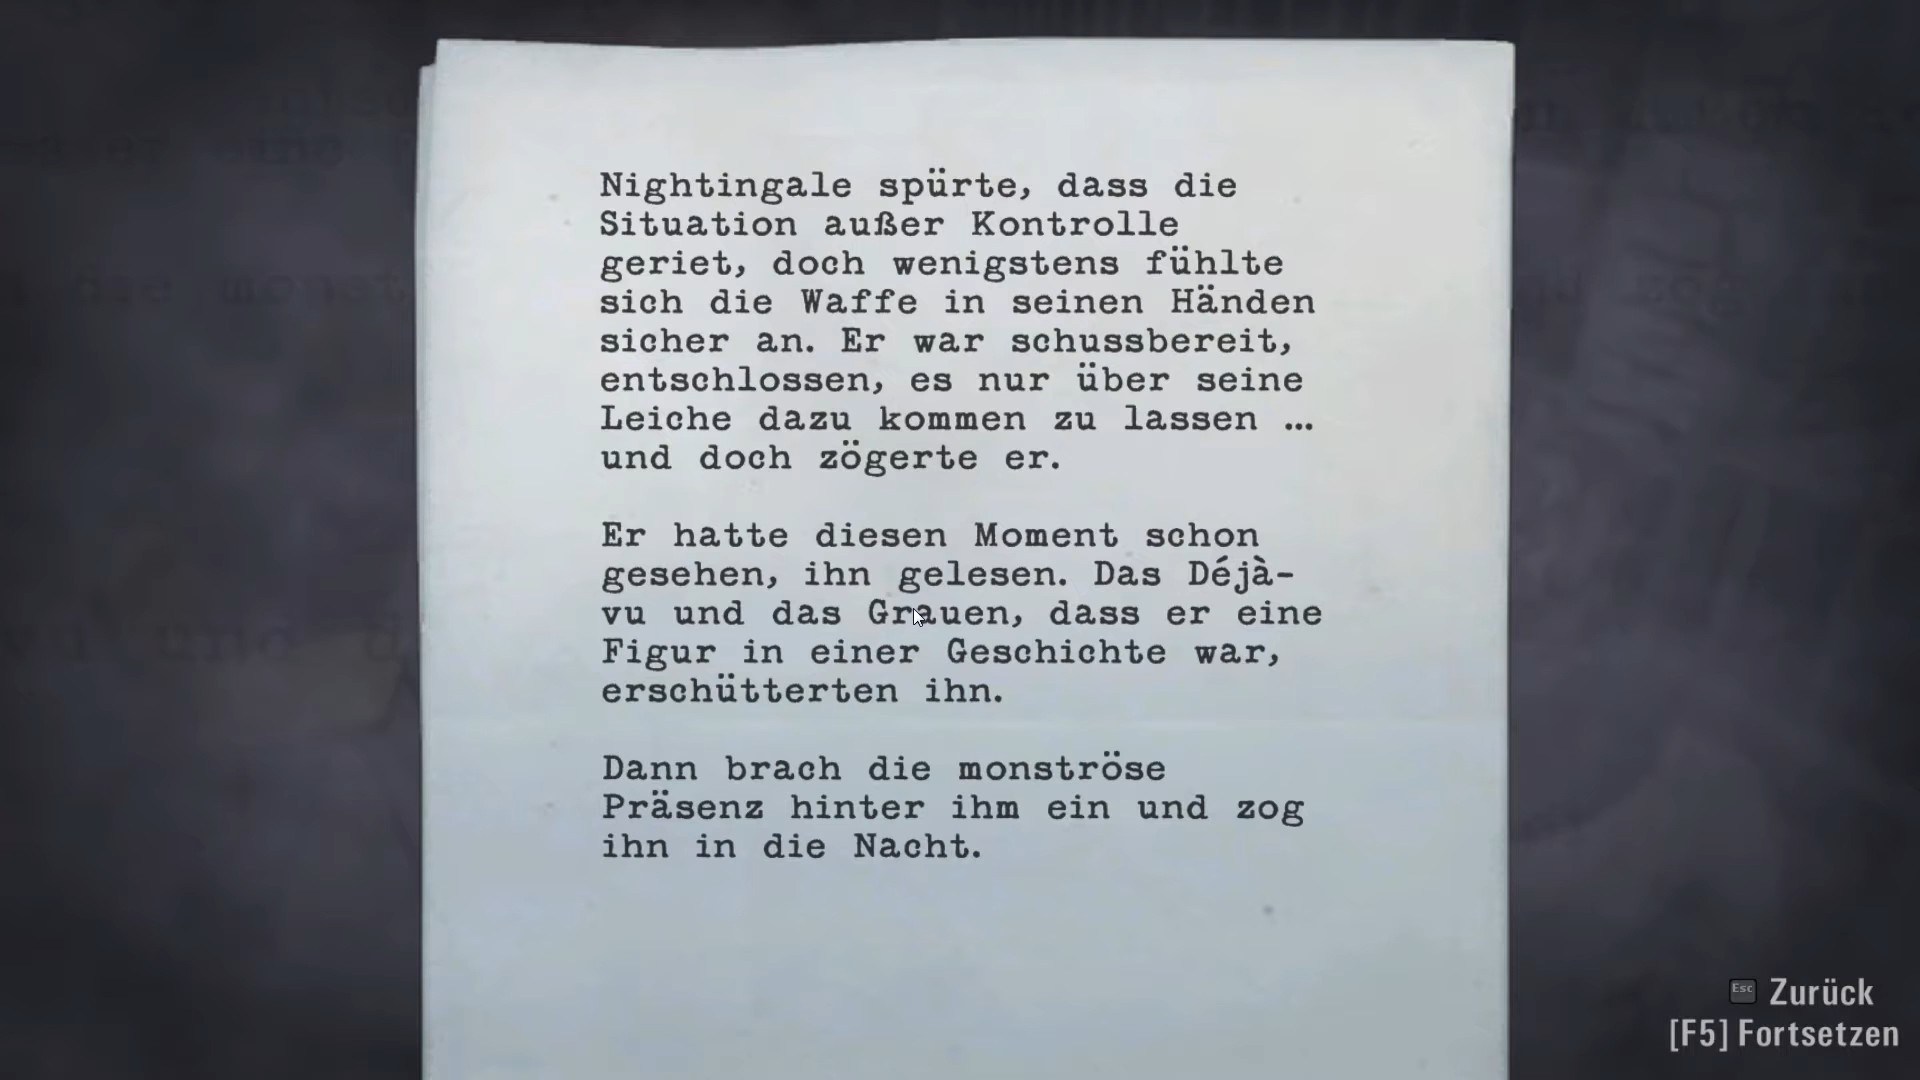 Nightingale spürte, dass die
Situation außer Kontrolle
geriet, doch wenigstens fühlte
sich die Waffe in seinen Händen
sicher an. Er war schussbereit,
entschlossen, es nur über seine
Leiche dazu kommen zu lassen …
und doch zögerte er.
Er hatte diesen Moment schon
gesehen, ihn gelesen. Das Déjà-
vu und das Grauen, dass er eine
Figur in einer Geschichte war,
erschütterten ihn.
Dann brach die monströse
Präsenz hinter ihm ein und zog
ihn in die Nacht.
Esc Zurück
[F5] Fortsetzen